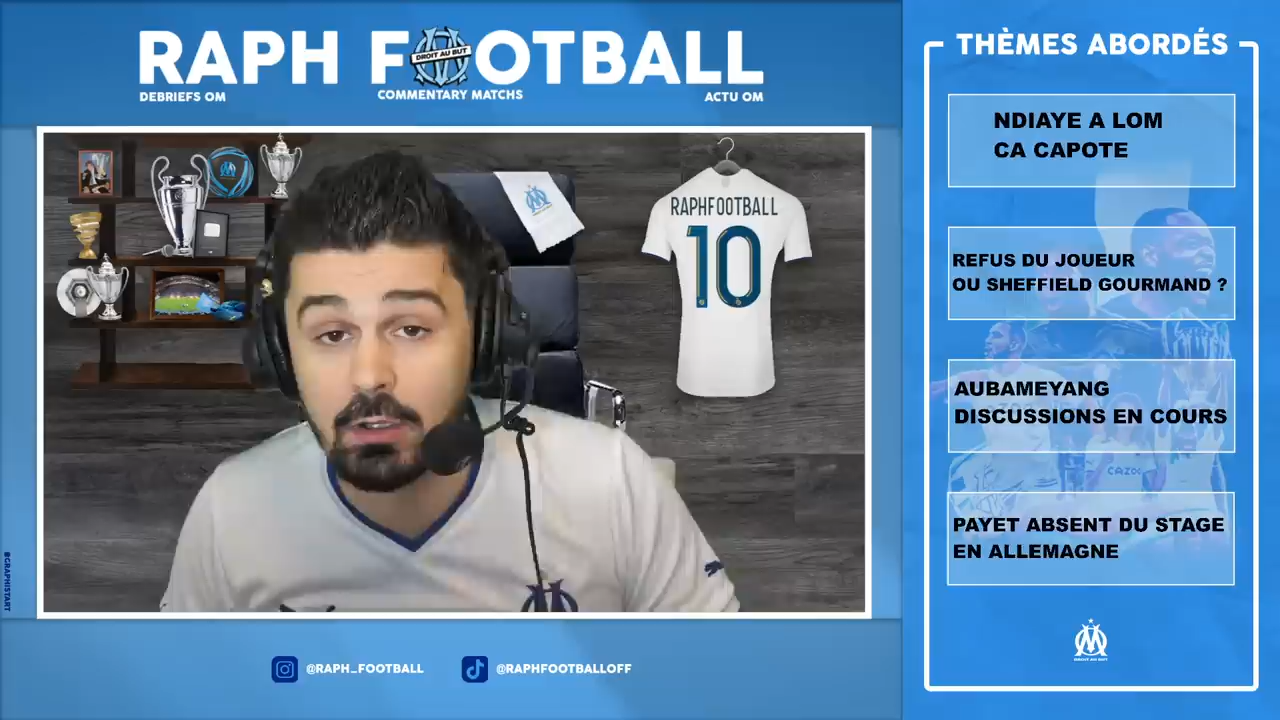 RAPH FOOTBALL
DROIT AU BUT
DEBRIEFS OM
COMMENTARY MATCHS
ACTU OM
RAPHFOOTBALL
10
@RAPH_FOOTBALL
@RAPHFOOTBALLOFF
#GRAPHISTART
THÈMES ABORDÉS
NDIAYE A LOM
CA CAPOTE
REFUS DU JOUEUR
OU SHEFFIELD GOURMAND ?
AUBAMEYANG
DISCUSSIONS EN COURS
CAZOO
PAYET ABSENT DU STAGE
EN ALLEMAGNE
DROIT AU BUT